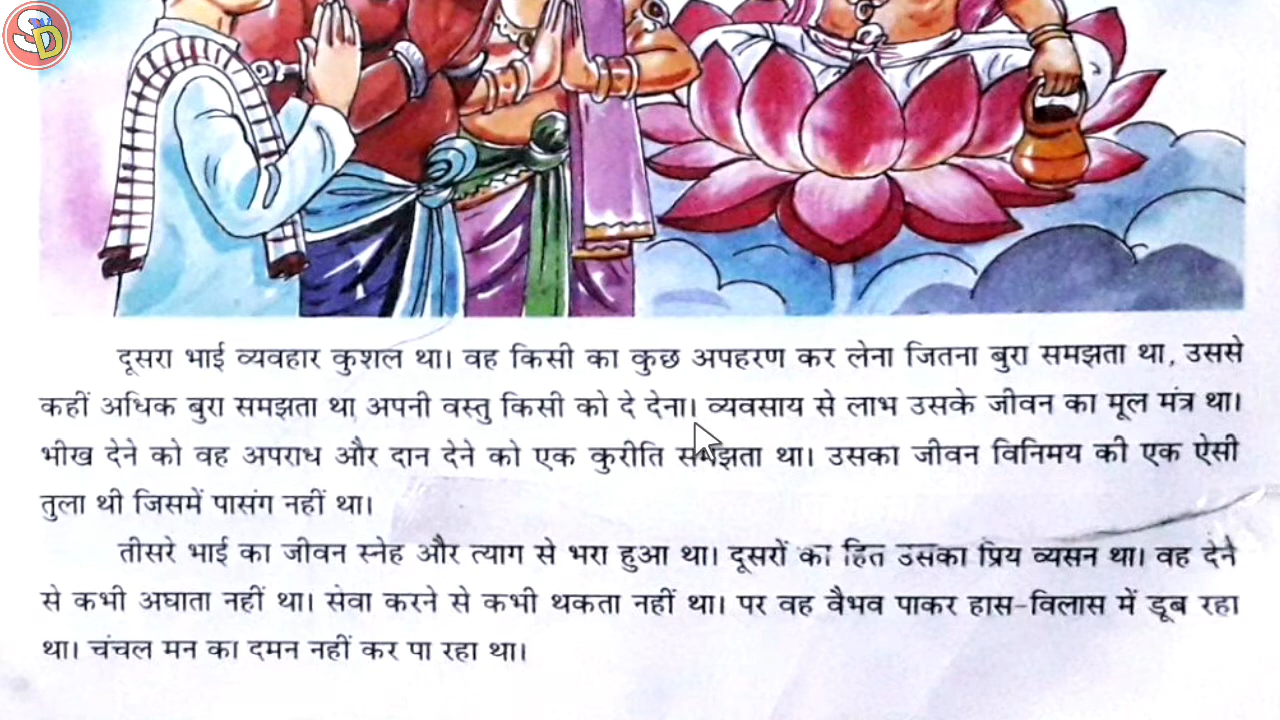 SD
दूसरा भाई व्यवहार कुशल था। वह किसी का कुछ अपहरण कर लेना जितना बुरा समझता था, उससे
कहीं अधिक बुरा समझता था अपनी वस्तु किसी को दे देना। व्यवसाय से लाभ उसके जीवन का मूल मंत्र था।
भीख देने को वह अपराध और दान देने को एक कुरीति समझता था। उसका जीवन विनिमय की एक ऐसी
तुला थी जिसमें पासंग नहीं था।
तीसरे भाई का जीवन स्नेह और त्याग से भरा हुआ था। दूसरों का हित उसका प्रिय व्यसन था। वह देने
से कभी अघाता नहीं था। सेवा करने से कभी थकता नहीं था। पर वह वैभव पाकर हास-विलास में डूब रहा
था। चंचल मन का दमन नहीं कर पा रहा था।